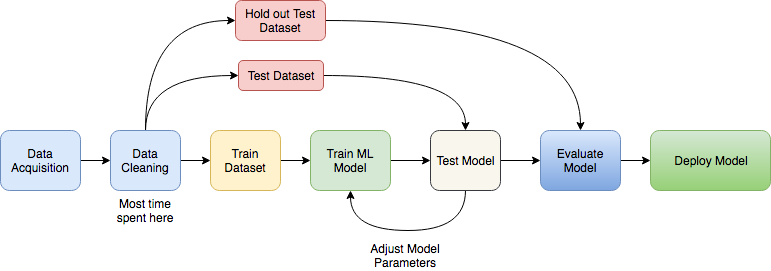 Hold out Test
Dataset
Test Dataset
Data
Acquisition
Data
Cleaning
Train
Dataset
Train ML
Model
Test Model
Evaluate
Model
Deploy Model
Most time
spent here
Adjust Model
Parameters